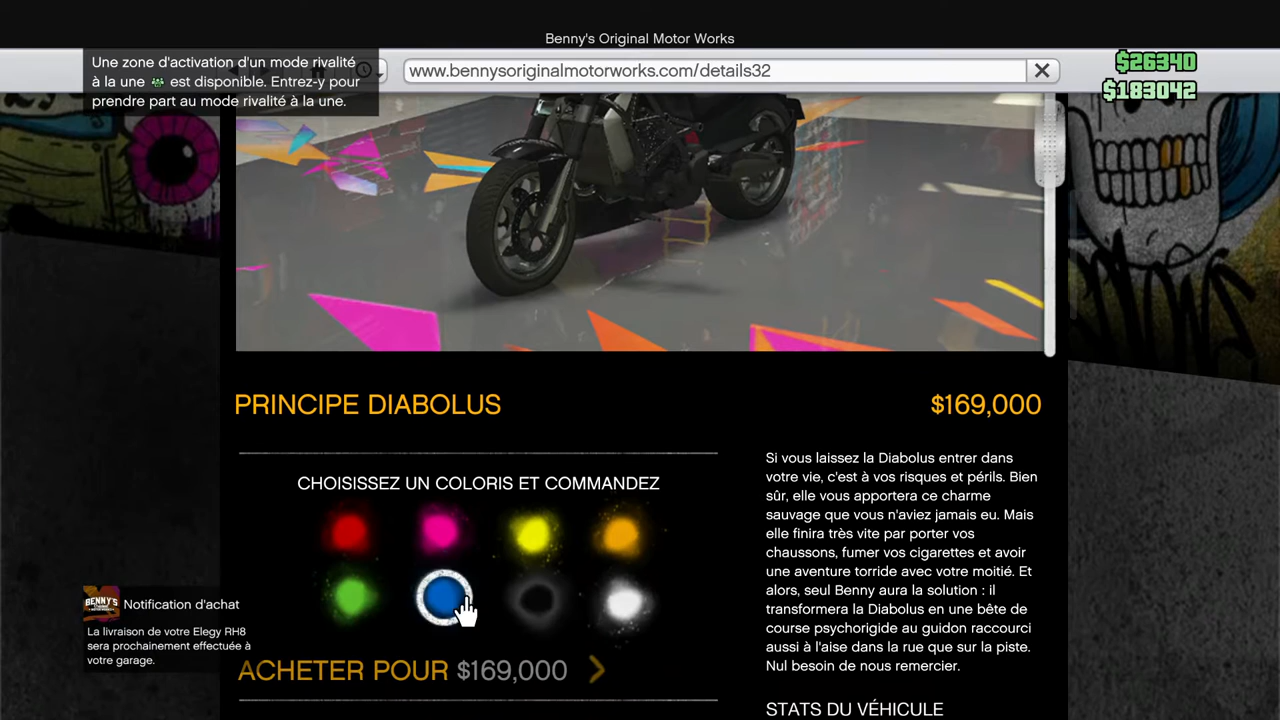 Benny's Original Motor Works
Une zone d'activation d'un mode rivalité
à la une est disponible. Entrez-y pour
prendre part au mode rivalité à la une.
www.bennysoriginalmotorworks.com/details32
$26340
$183042
PRINCIPE DIABOLUS
$169,000
CHOISISSEZ UN COLORIS ET COMMANDEZ
Si vous laissez la Diabolus entrer dans
votre vie, c'est à vos risques et périls. Bien
sûr, elle vous apportera ce charme
sauvage que vous n'aviez jamais eu. Mais
elle finira très vite par porter vos
chaussons, fumer vos cigarettes et avoir
une aventure torride avec votre moitié. Et
alors, seul Benny aura la solution : il
transformera la Diabolus en une bête de
course psychorigide au guidon raccourci
aussi à l'aise dans la rue que sur la piste.
Nul besoin de nous remercier.
BENNY'S
Notification d'achat
La livraison de votre Elegy RH8
sera prochainement effectuée à
votre garage.
ACHETER POUR $169,000
STATS DU VÉHICULE